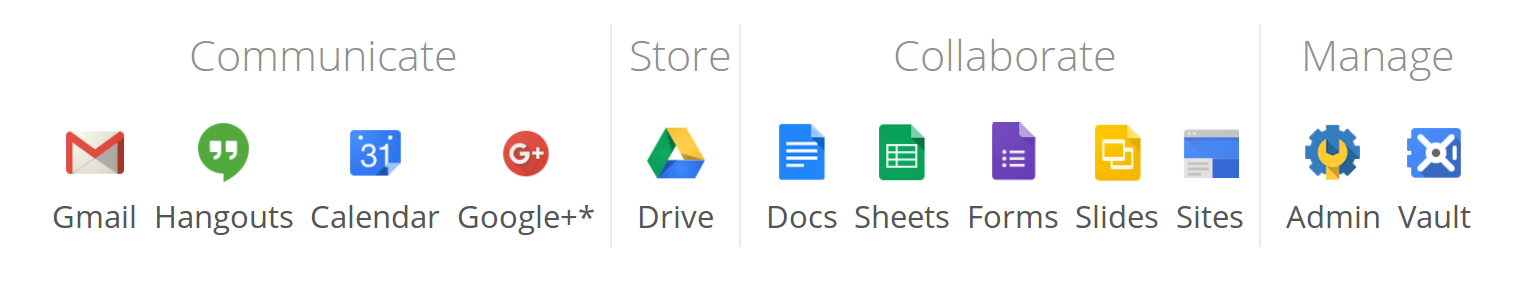 Communicate Store Collaborate Manage
31 G+
Gmail Hangouts Calendar Google+* Drive Docs Sheets Forms Slides Sites Admin Vault